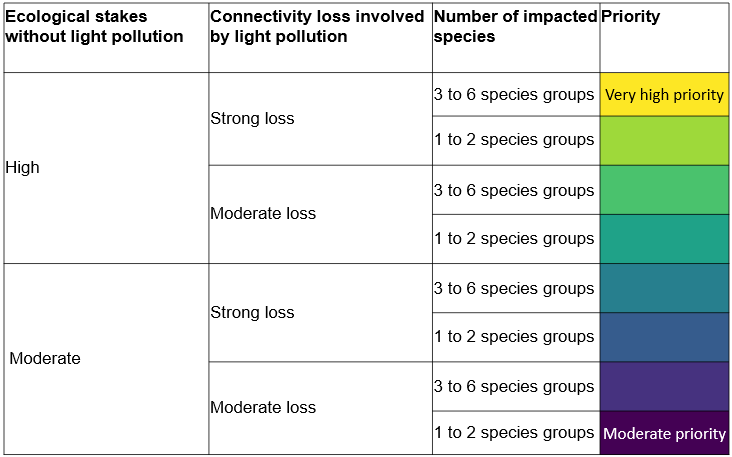 Ecological stakes
without light pollution
Connectivity loss involved
by light pollution
Number of impacted
species
Priority
High
Strong loss
3 to 6 species groups
Very high priority
1 to 2 species groups
Moderate loss
3 to 6 species groups
1 to 2 species groups
Moderate
Strong loss
3 to 6 species groups
1 to 2 species groups
Moderate loss
3 to 6 species groups
1 to 2 species groups
Moderate priority